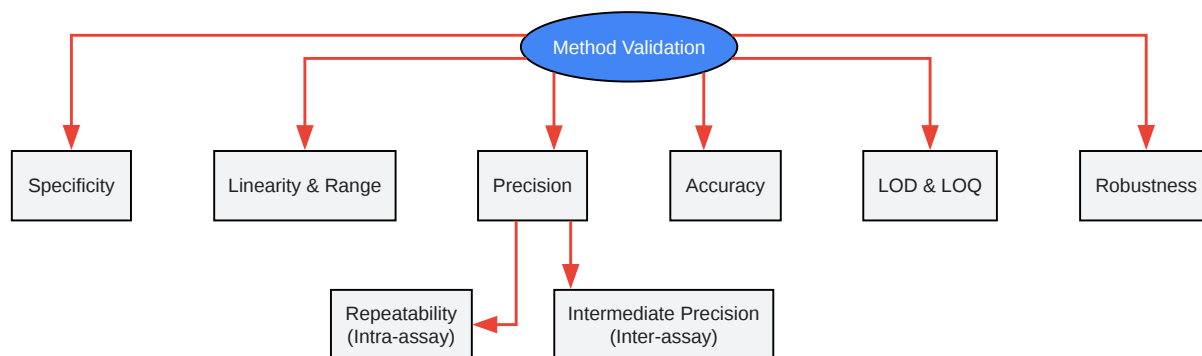 Method Validation
Specificity
Linearity & Range
Precision
Accuracy
LOD & LOQ
Robustness
Repeatability
(Intra-assay)
Intermediate Precision
(Inter-assay)